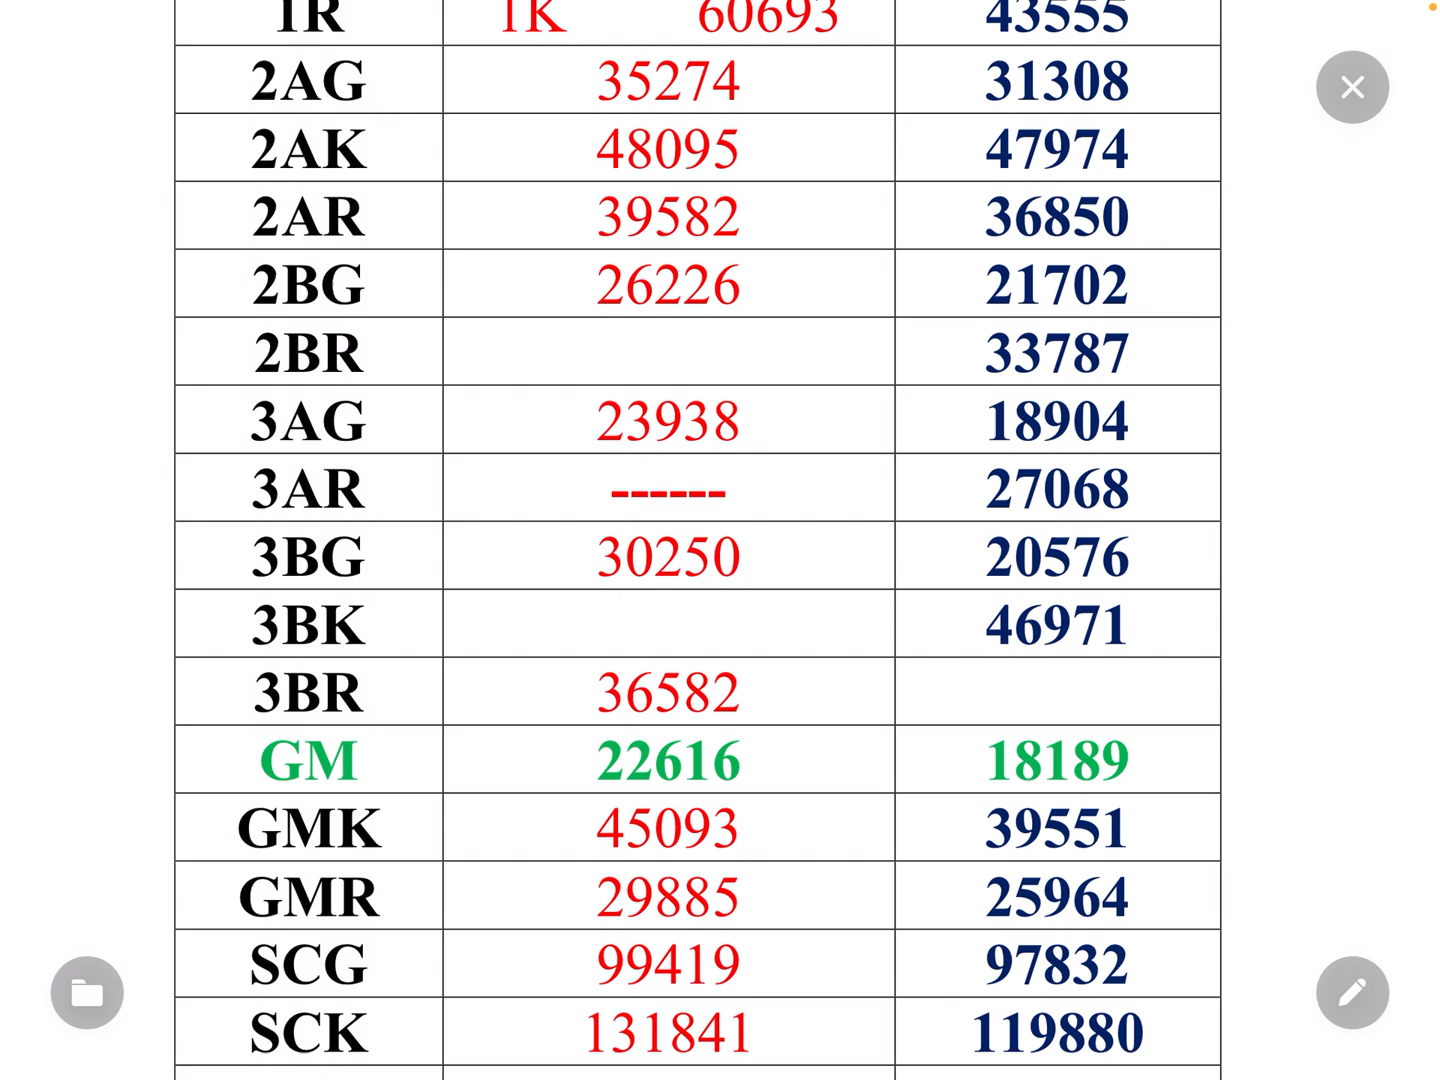 1R 1K 60693 43555
2AG 35274 31308
2AK 48095 47974
2AR 39582 36850
2BG 26226 21702
2BR 33787
3AG 23938 18904
3AR ------ 27068
3BG 30250 20576
3BK 46971
3BR 36582
GM 22616 18189
GMK 45093 39551
GMR 29885 25964
SCG 99419 97832
SCK 131841 119880